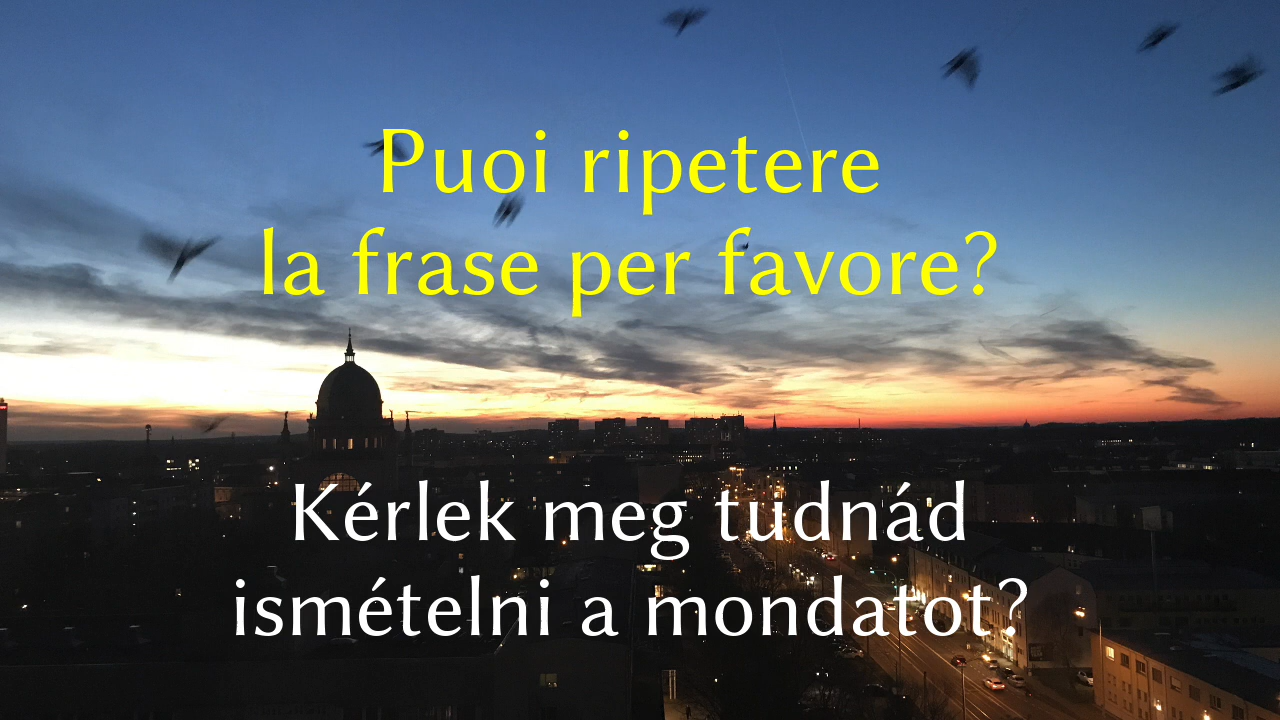 Puoi ripetere
la frase per favore?
Kérlek meg tudnád
ismételni a mondatot?